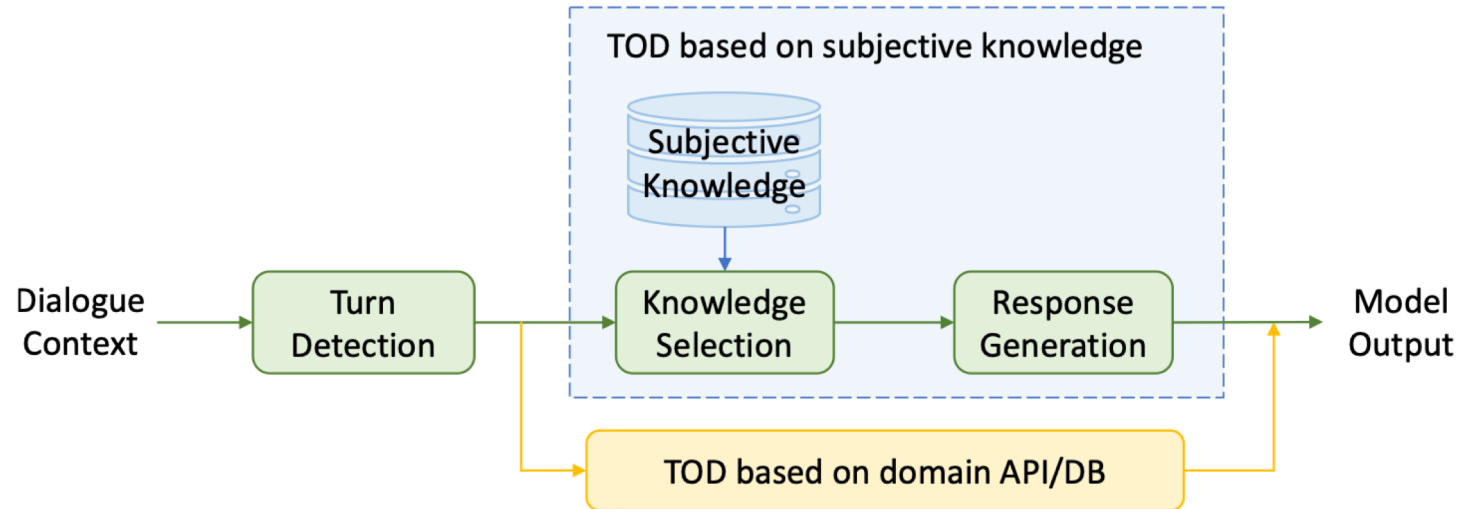 TOD based on subjective knowledge
Subjective
Knowledge
Dialogue
Context
Turn
Detection
Knowledge
Selection
Response
Generation
Model
Output
TOD based on domain API/DB